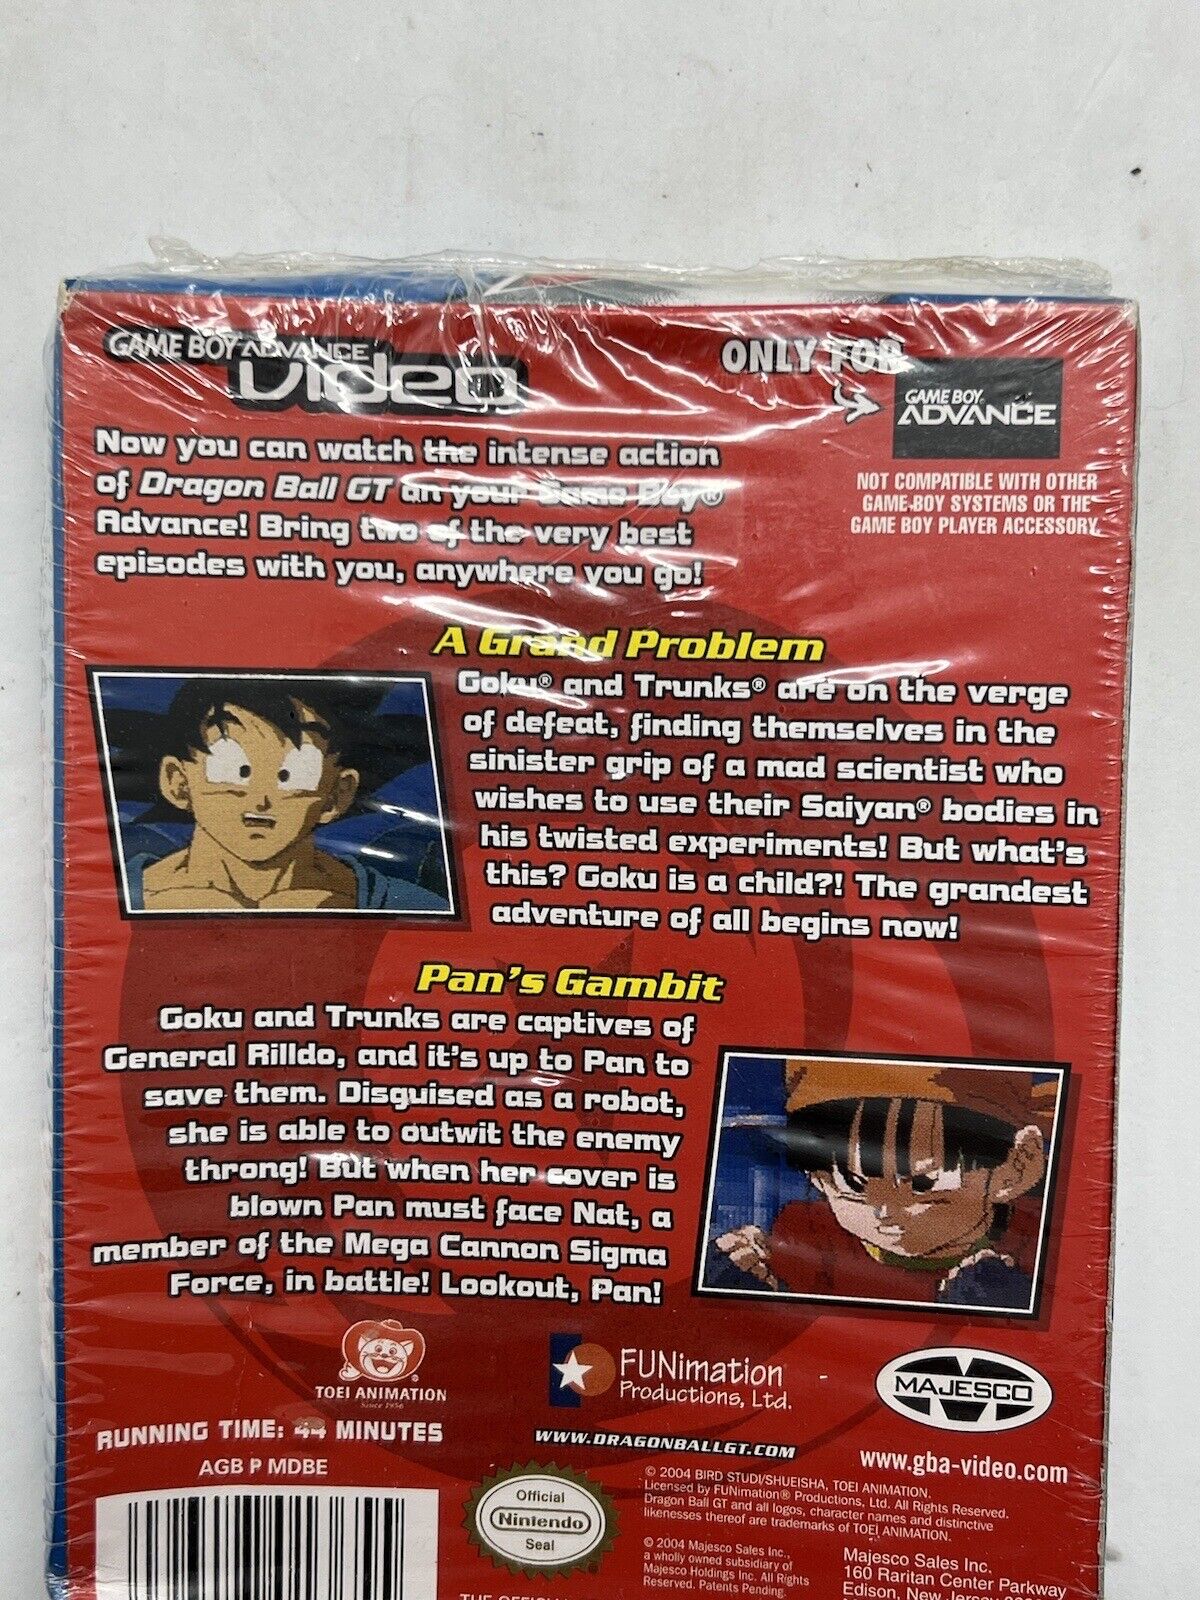 GAME BOY ADVANCE
Video
ONLY FOR
GAME BOY
ADVANCE
NOT COMPATIBLE WITH OTHER
GAME BOY SYSTEMS OR THE
GAME BOY PLAYER ACCESSORY
Now you can watch the intense action
of Dragon Ball GT on your Game Boy®
Advance! Bring two of the very best
episodes with you, anywhere you go!
A Grand Problem
Goku® and Trunks® are on the verge
of defeat, finding themselves in the
sinister grip of a mad scientist who
wishes to use their Saiyan® bodies in
his twisted experiments! But what's
this? Goku is a child?! The grandest
adventure of all begins now!
Pan's Gambit
Goku and Trunks are captives of
General Rilldo, and it's up to Pan to
save them. Disguised as a robot,
she is able to outwit the enemy
throng! But when her cover is
blown Pan must face Nat, a
member of the Mega Cannon Sigma
Force, in battle! Lookout, Pan!
TOEI ANIMATION
Since 1956
FUNimation
Productions, Ltd.
MAJESCO
RUNNING TIME: 44 MINUTES
WWW.DRAGONBALLGT.COM
www.gba-video.com
AGB P MDBE
Official
Nintendo
Seal
© 2004 BIRD STUDI/SHUEISHA, TOEI ANIMATION.
Licensed by FUNimation® Productions, Ltd. All Rights Reserved.
Dragon Ball GT and all logos, character names and distinctive
likenesses thereof are trademarks of TOEI ANIMATION.
© 2004 Majesco Sales Inc.,
a wholly owned subsidiary of
Majesco Holdings Inc. All Rights
Reserved. Patents Pending.
Majesco Sales Inc.
160 Raritan Center Parkway
Edison, New Jersey